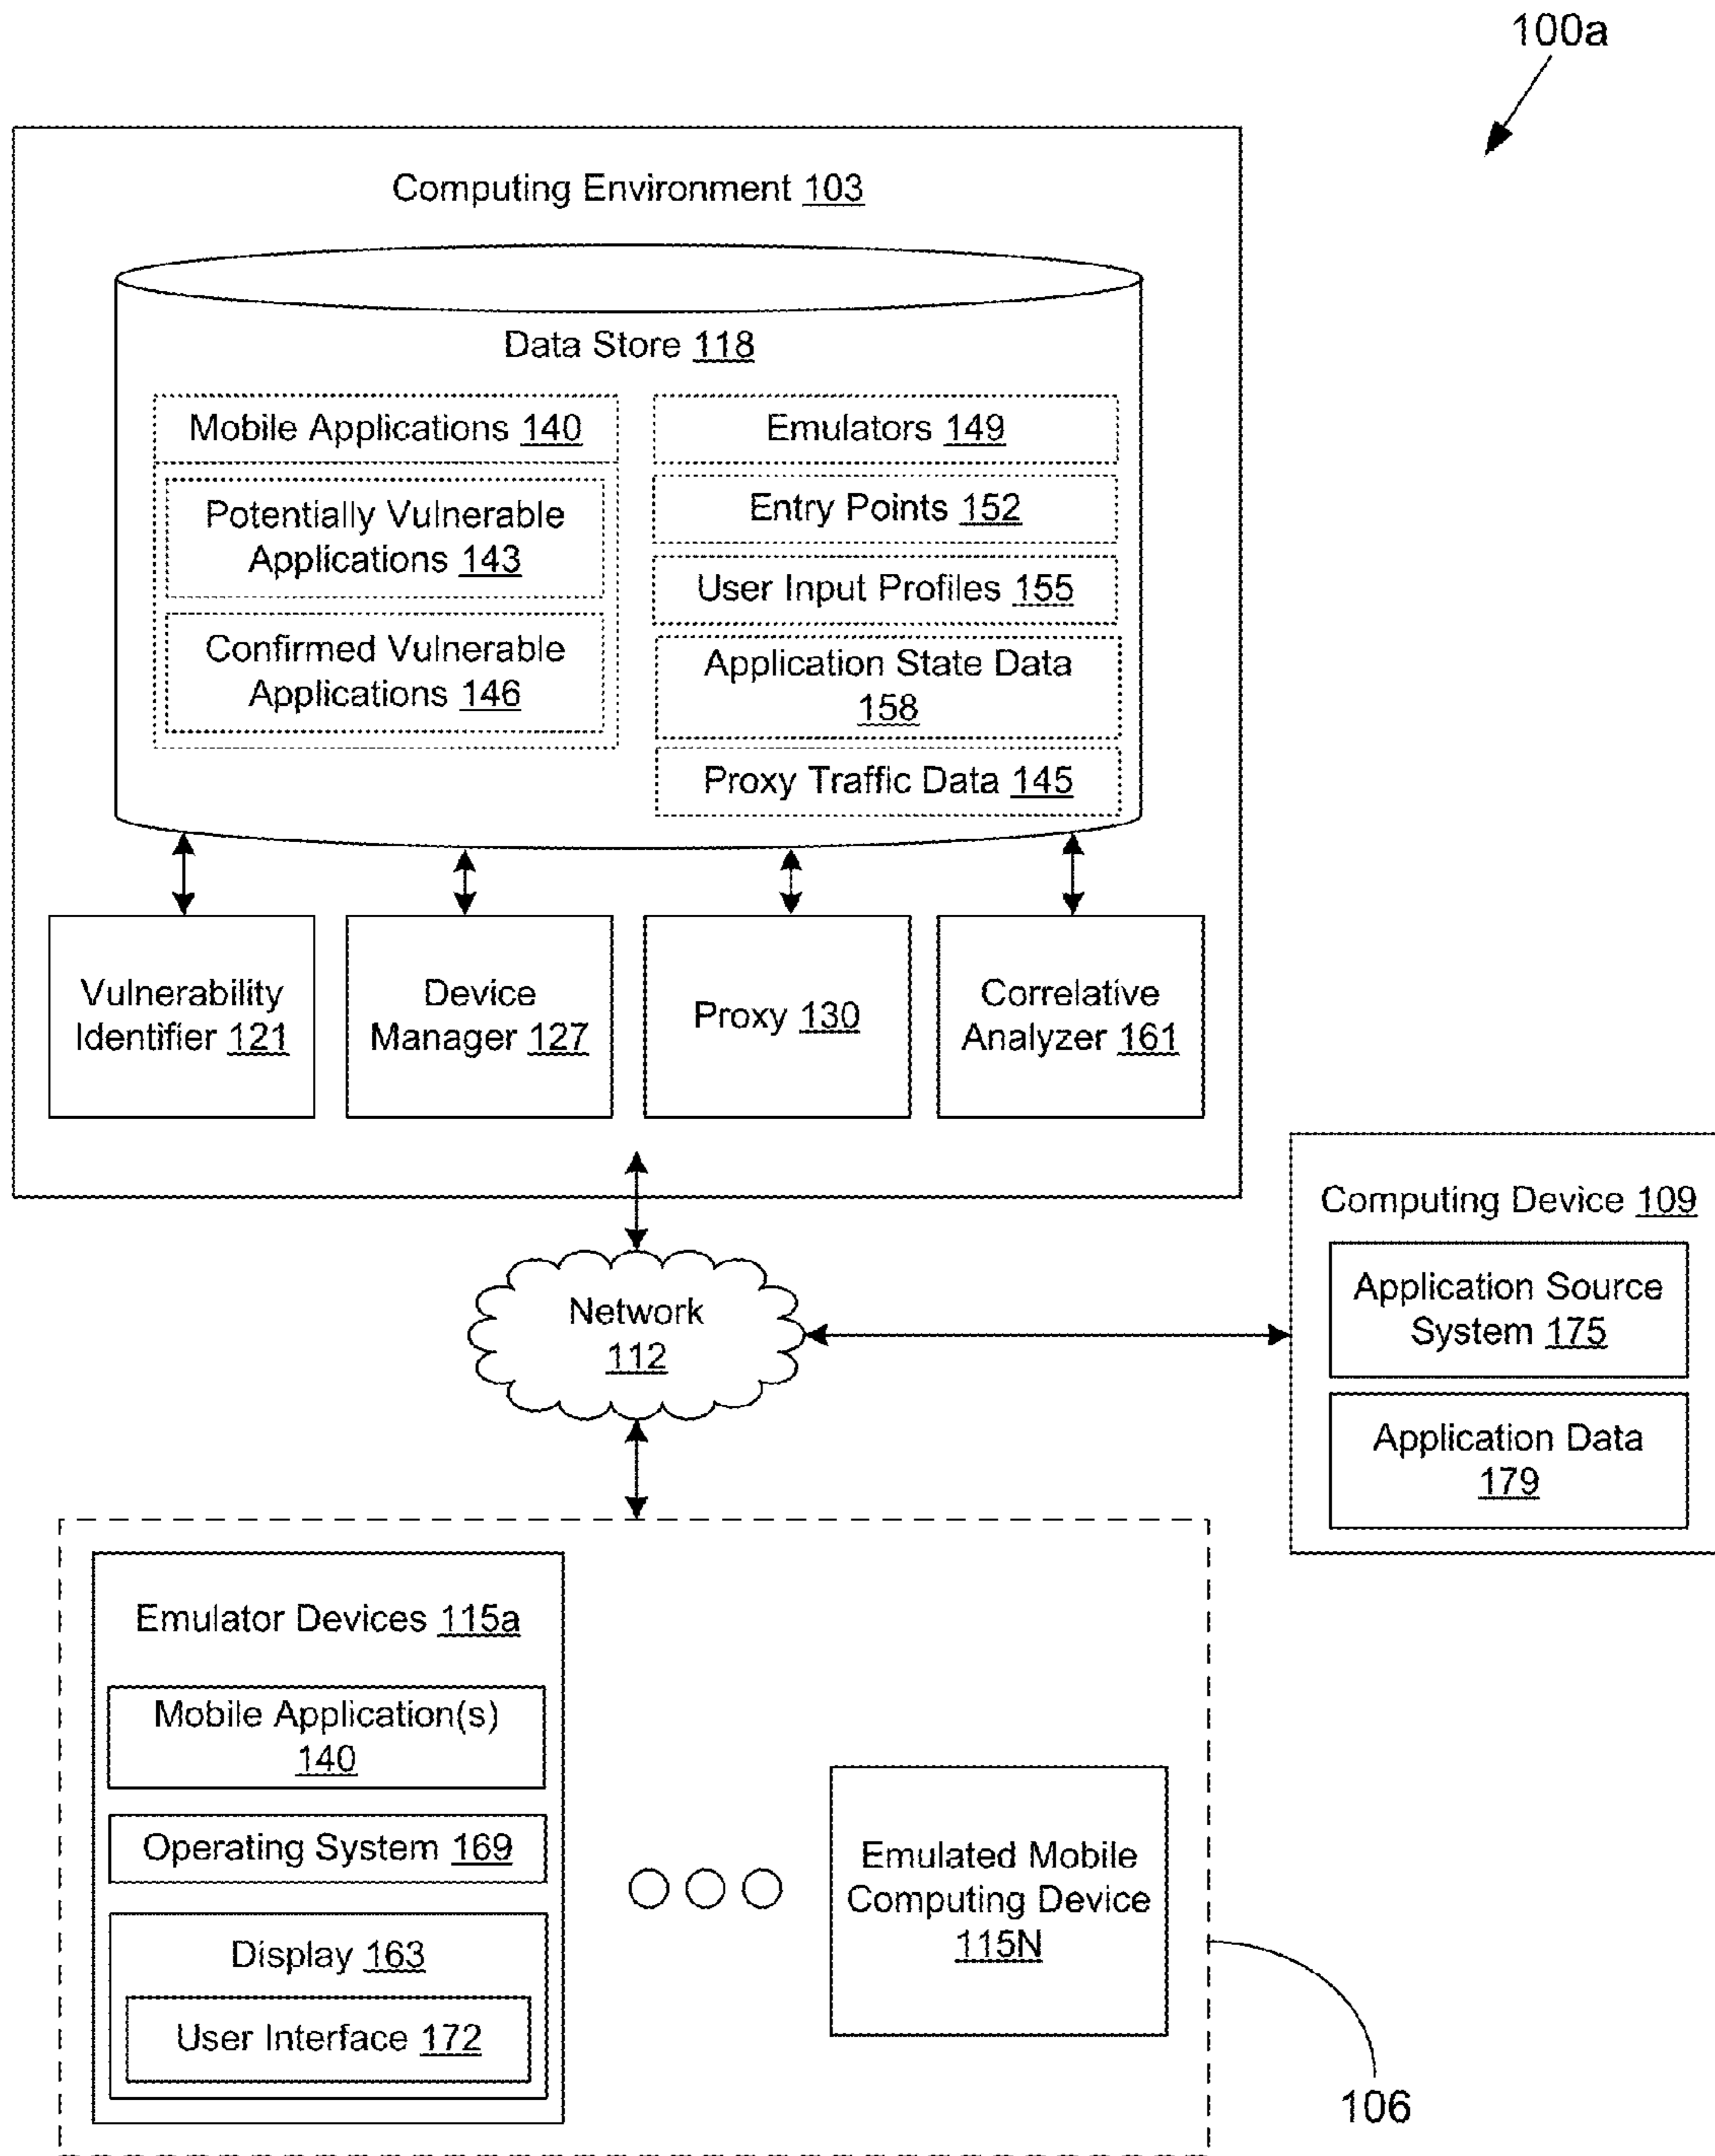 100a
Computing Environment 103
Data Store 118
Mobile Applications 140
Potentially Vulnerable
Applications 143
Confirmed Vulnerable
Applications 146
Emulators 149
Entry Points 152
User Input Profiles 155
Application State Data
158
Proxy Traffic Data 145
Vulnerability
Identifier 121
Device
Manager 127
Proxy 130
Correlative
Analyzer 161
Network
112
Computing Device 109
Application Source
System 175
Application Data
179
Emulator Devices 115a
Mobile Application(s)
140
Operating System 169
Display 163
User Interface 172
Emulated Mobile
Computing Device
115N
106